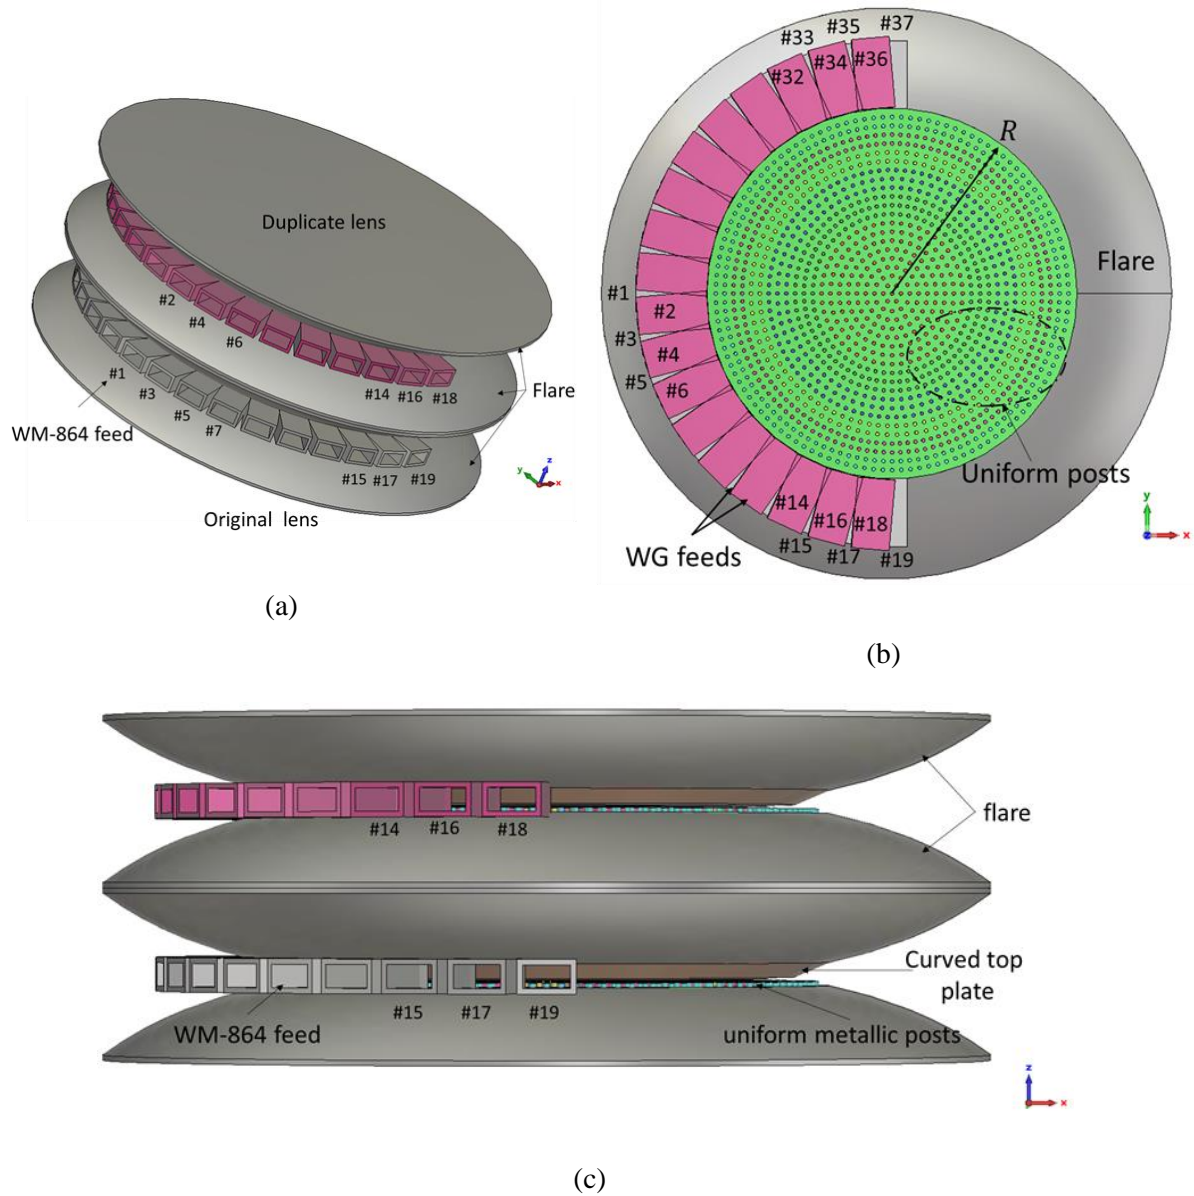 Duplicate lens
#2
#4
#6
#14
#16
#18
#1
#3
#5
#7
#15
#17
#19
Flare
WM-864 feed
Original lens
y
z
x
(a)
#37
#35
#33
#36
#34
#32
R
Flare
#1
#2
#3
#4
#5
#6
#14
#16
#18
#15
#17
#19
Uniform posts
WG feeds
y
z
x
(b)
#14
#16
#18
flare
Curved top
plate
#15
#17
#19
WM-864 feed
uniform metallic posts
z
x
(c)